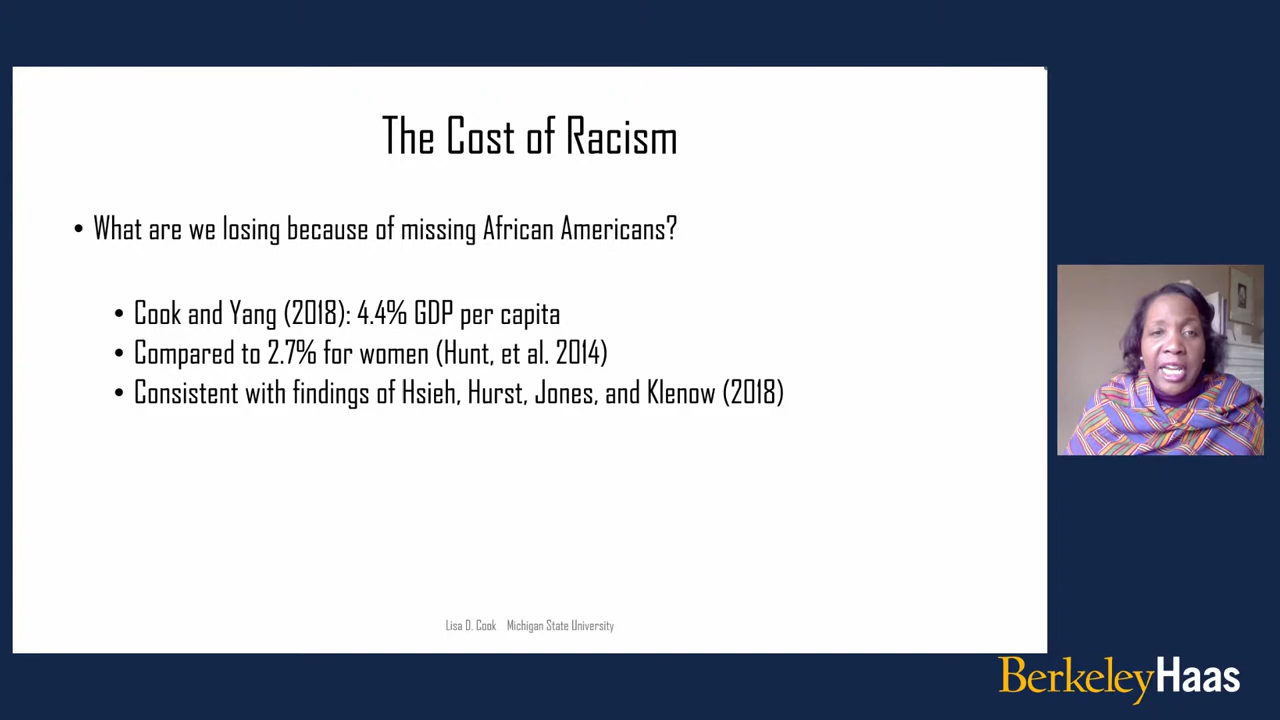 The Cost of Racism
• What are we losing because of missing African Americans?
• Cook and Yang (2018): 4.4% GDP per capita
• Compared to 2.7% for women (Hunt, et al. 2014)
• Consistent with findings of Hsieh, Hurst, Jones, and Klenow (2018)
Lisa D. Cook Michigan State University
BerkeleyHaas